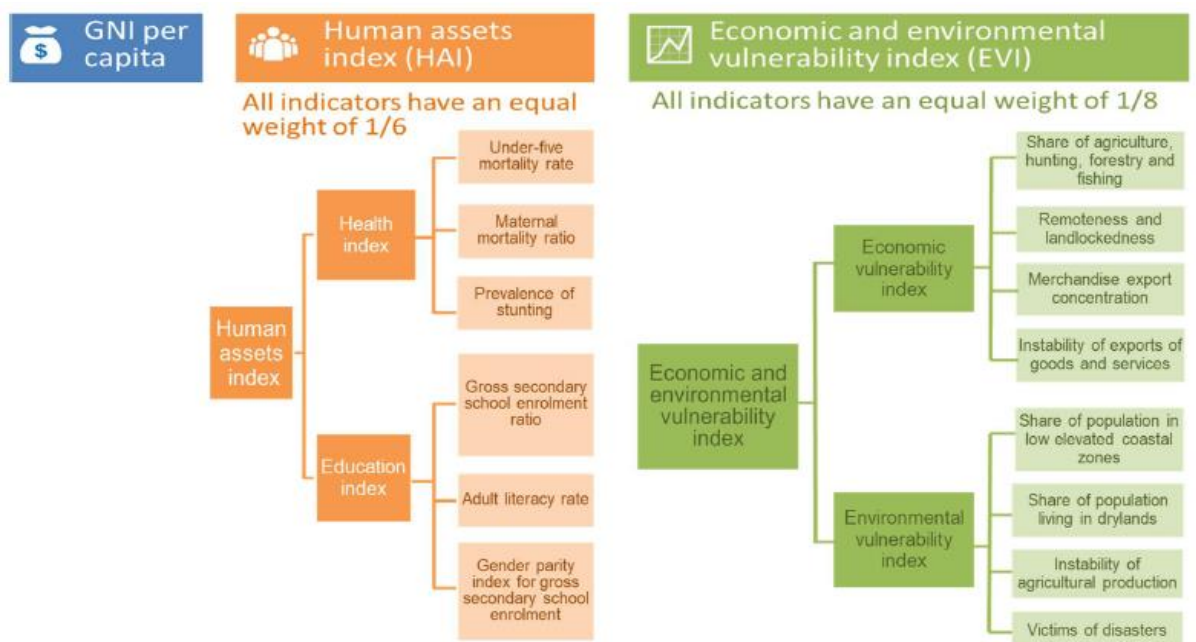 $
GNI per
capita
Human assets
index (HAI)
Economic and environmental
vulnerability index (EVI)
All indicators have an equal
weight of 1/6
All indicators have an equal weight of 1/8
Human
assets
index
Health
index
Under-five
mortality rate
Maternal
mortality ratio
Prevalence of
stunting
Education
index
Gross secondary
school enrolment
ratio
Adult literacy rate
Gender parity
index for gross
secondary school
enrolment
Economic and
environmental
vulnerability
index
Economic
vulnerability
index
Share of agriculture,
hunting, forestry and
fishing
Remoteness and
landlockedness
Merchandise export
concentration
Instability of exports of
goods and services
Environmental
vulnerability
index
Share of population in
low elevated coastal
zones
Share of population
living in drylands
Instability of
agricultural production
Victims of disasters